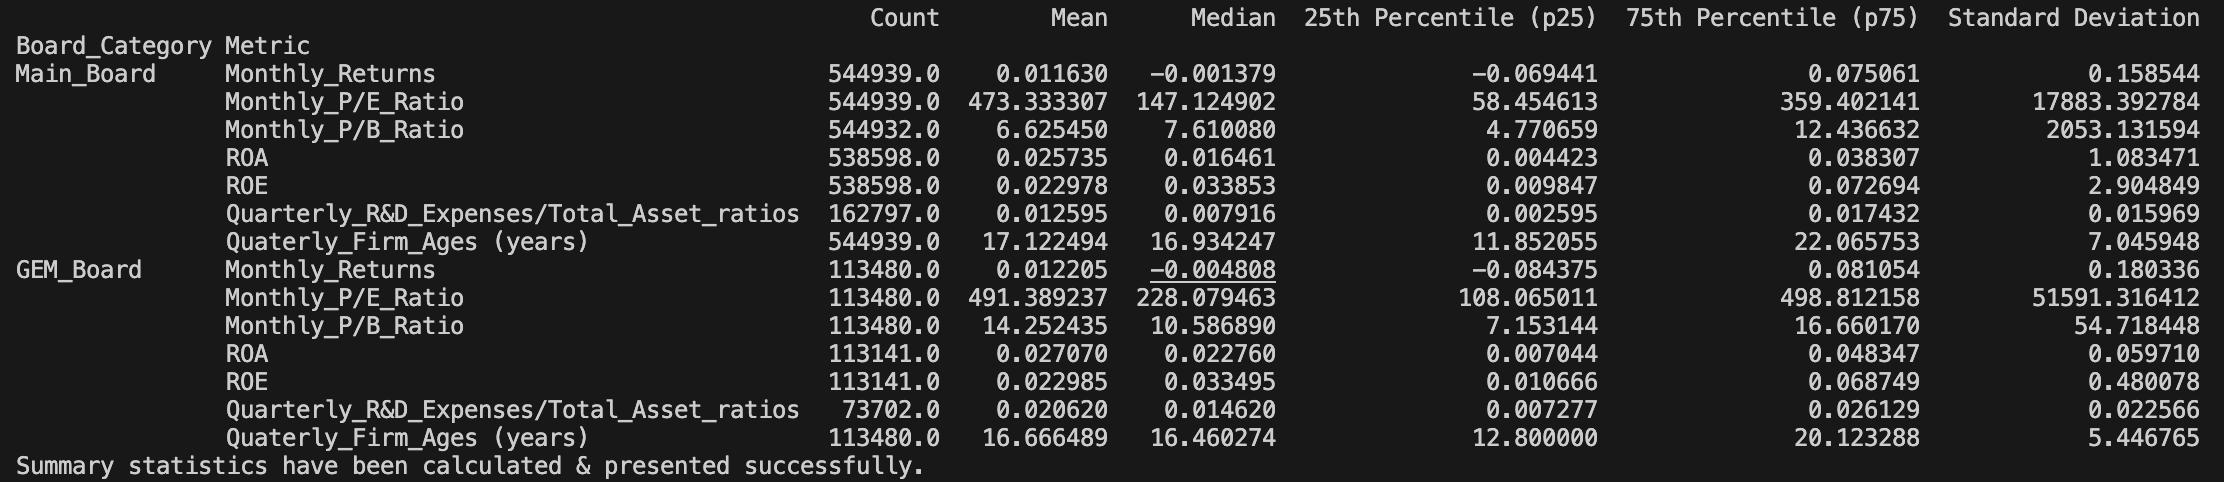 Count Mean Median 25th Percentile (p25) 75th Percentile (p75) Standard Deviation
Board_Category Metric
Main_Board Monthly_Returns 544939.0 0.011630 −0.001379 −0.069441 0.075061 0.158544
Monthly_P/E_Ratio 544939.0 473.333307 147.124902 58.454613 359.402141 17883.392784
Monthly_P/B_Ratio 544932.0 6.625450 7.610080 4.770659 12.436632 2053.131594
ROA 538598.0 0.025735 0.016461 0.004423 0.038307 1.083471
ROE 538598.0 0.022978 0.033853 0.009847 0.072694 2.904849
Quarterly_R&D_Expenses/Total_Asset_ratios 162797.0 0.012595 0.007916 0.002595 0.017432 0.015969
Quaterly_Firm_Ages (years) 544939.0 17.122494 16.934247 11.852055 22.065753 7.045948
GEM_Board Monthly_Returns 113480.0 0.012205 −0.004808 −0.084375 0.081054 0.180336
Monthly_P/E_Ratio 113480.0 491.389237 228.079463 108.065011 498.812158 51591.316412
Monthly_P/B_Ratio 113480.0 14.252435 10.586890 7.153144 16.660170 54.718448
ROA 113141.0 0.027070 0.022760 0.007044 0.048347 0.059710
ROE 113141.0 0.022985 0.033495 0.010666 0.068749 0.480078
Quarterly_R&D_Expenses/Total_Asset_ratios 73702.0 0.020620 0.014620 0.007277 0.026129 0.022566
Quaterly_Firm_Ages (years) 113480.0 16.666489 16.460274 12.800000 20.123288 5.446765
Summary statistics have been calculated & presented successfully.